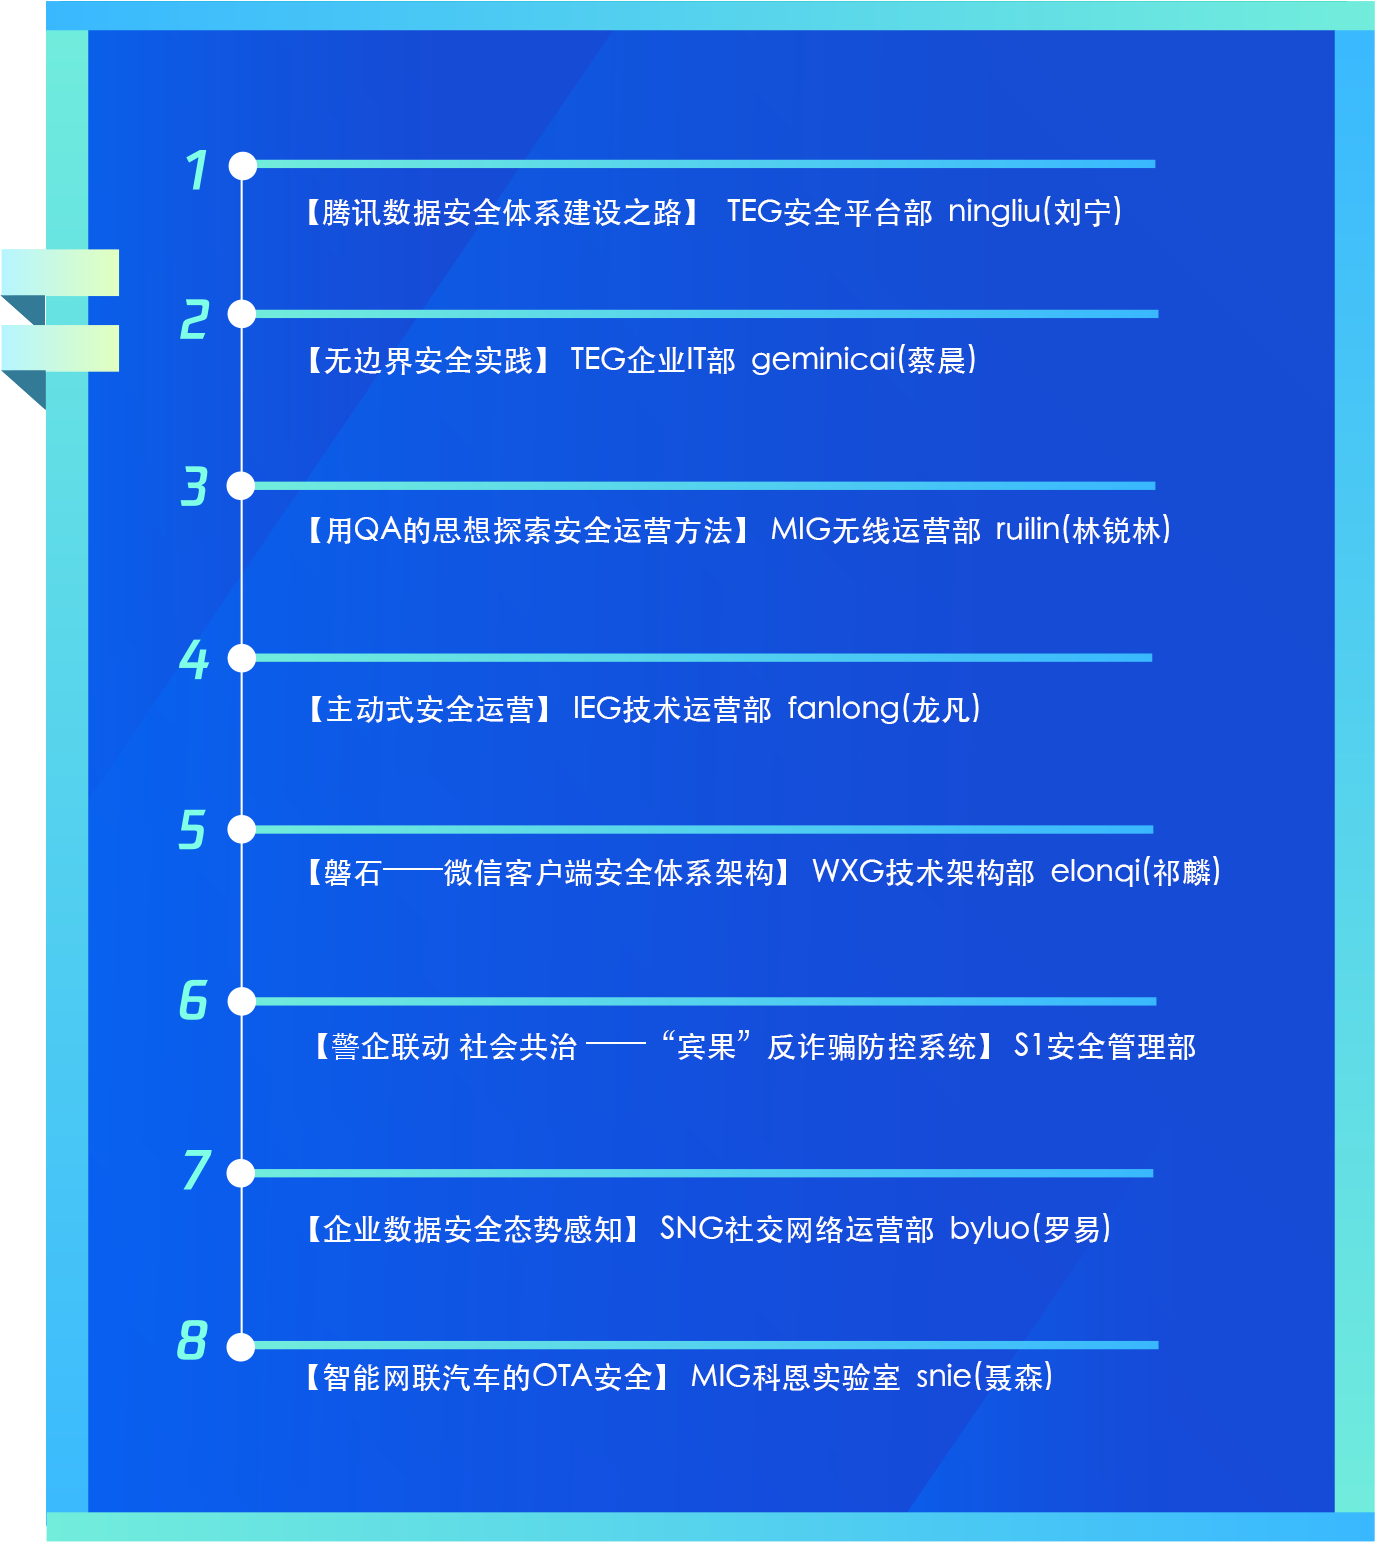 1
【腾讯数据安全体系建设之路】 TEG安全平台部 ningliu(刘宁)
2
【无边界安全实践】 TEG企业IT部 geminicai(蔡晨)
3
【用QA的思想探索安全运营方法】 MIG无线运营部 ruilin(林锐林)
4
【主动式安全运营】 IEG技术运营部 fanlong(龙凡)
5
【磐石——微信客户端安全体系架构】 WXG技术架构部 elonqi(祁麟)
6
【警企联动 社会共治 ——“宾果”反诈骗防控系统】 S1安全管理部
7
【企业数据安全态势感知】 SNG社交网络运营部 byluo(罗易)
8
【智能网联汽车的OTA安全】 MIG科恩实验室 snie(聂森)